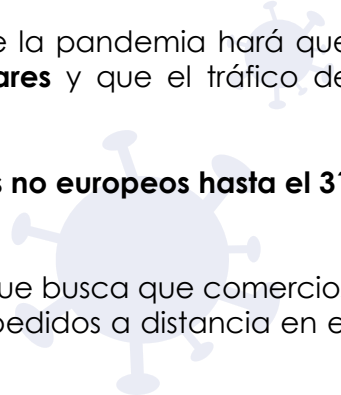 e la pandemia hará que
ares y que el tráfico de
s no europeos hasta el 31
que busca que comercio
pedidos a distancia en e